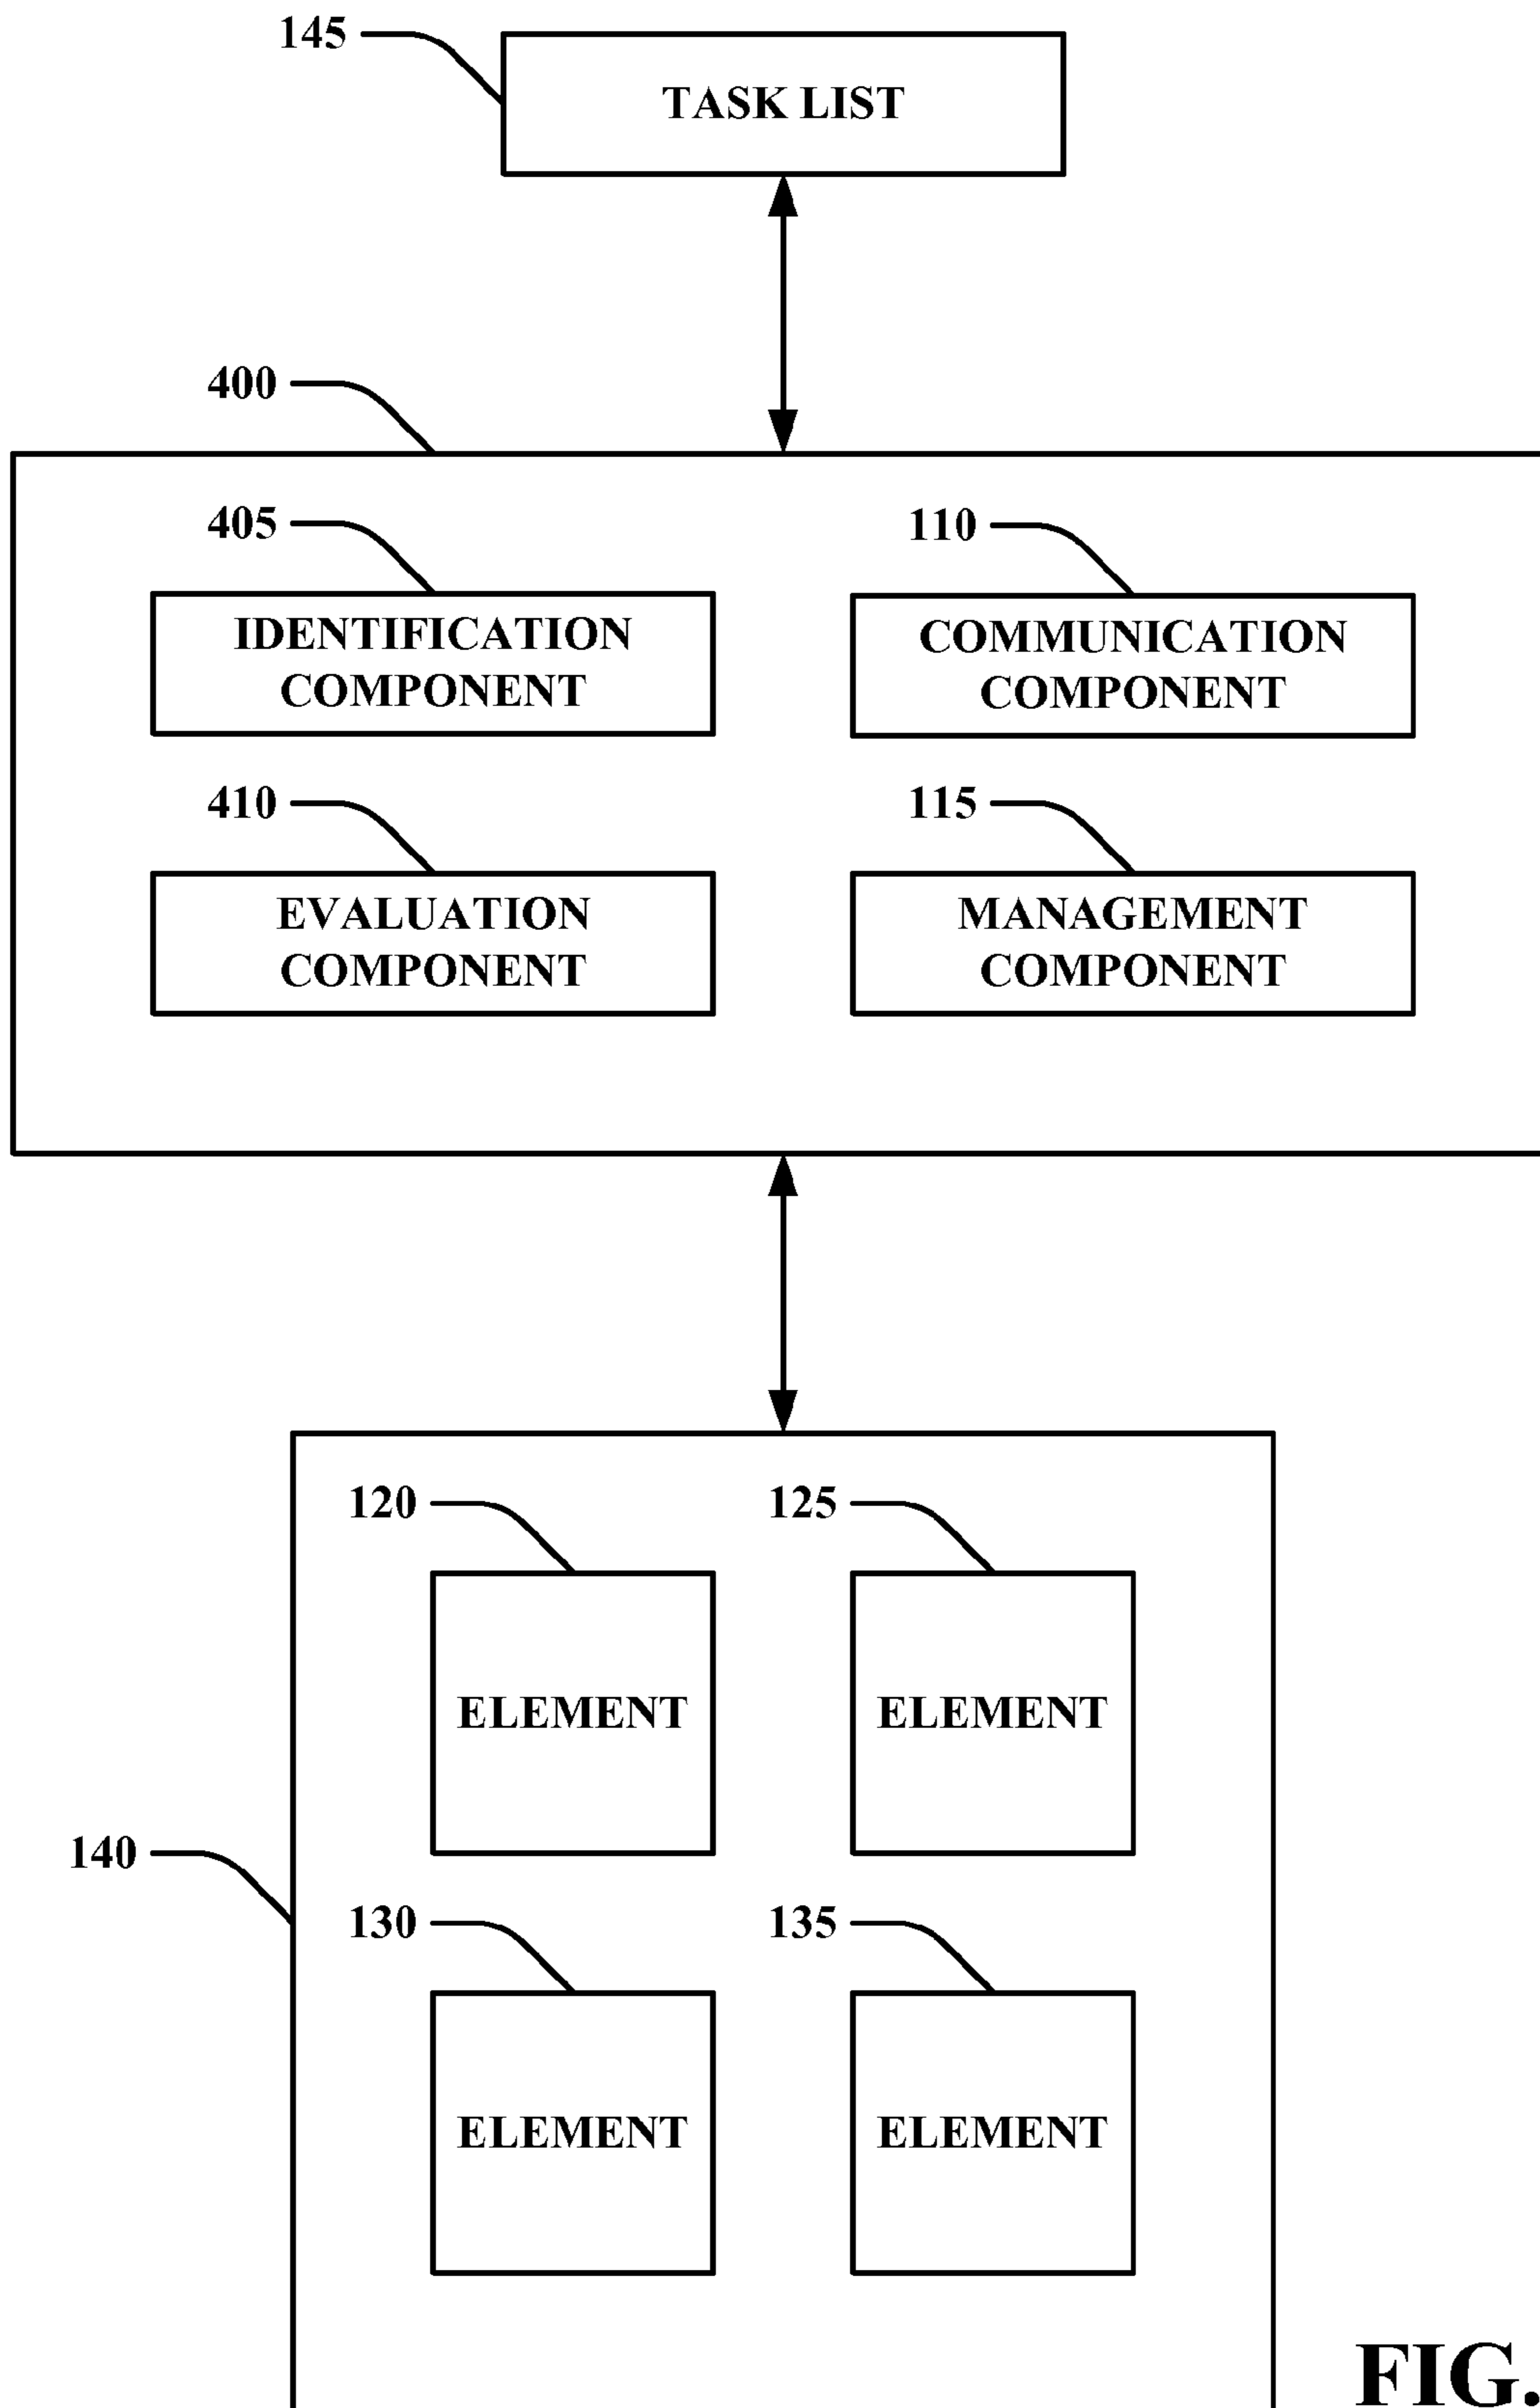 145
TASK LIST
400
405
110
IDENTIFICATION
COMPONENT
COMMUNICATION
COMPONENT
410
115
EVALUATION
COMPONENT
MANAGEMENT
COMPONENT
120
125
ELEMENT
ELEMENT
140
130
135
ELEMENT
ELEMENT
FIG.